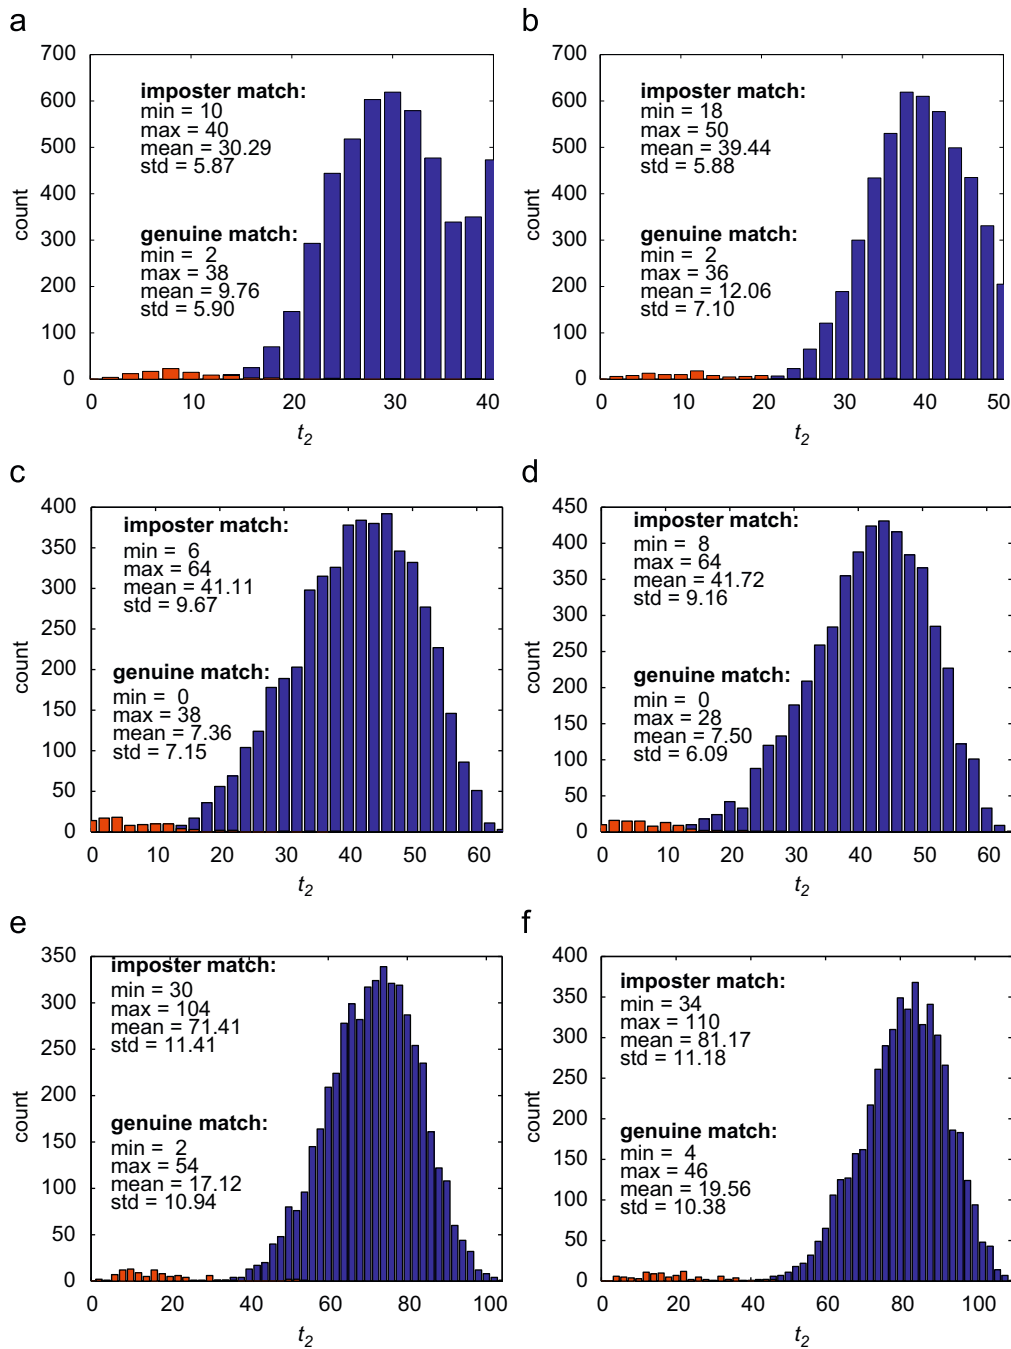 a
700
600
500
400
300
200
100
0
count
imposter match:
min = 10
max = 40
mean = 30.29
std = 5.87
genuine match:
min = 2
max = 38
mean = 9.76
std = 5.90
0 10 20 30 40
t2
b
700
600
500
400
300
200
100
0
count
imposter match:
min = 18
max = 50
mean = 39.44
std = 5.88
genuine match:
min = 2
max = 36
mean = 12.06
std = 7.10
0 10 20 30 40 50
t2
c
400
350
300
250
200
150
100
50
0
count
imposter match:
min = 6
max = 64
mean = 41.11
std = 9.67
genuine match:
min = 0
max = 38
mean = 7.36
std = 7.15
0 10 20 30 40 50 60
t2
d
450
400
350
300
250
200
150
100
50
0
count
imposter match:
min = 8
max = 64
mean = 41.72
std = 9.16
genuine match:
min = 0
max = 28
mean = 7.50
std = 6.09
0 10 20 30 40 50 60
t2
e
350
300
250
200
150
100
50
0
count
imposter match:
min = 30
max = 104
mean = 71.41
std = 11.41
genuine match:
min = 2
max = 54
mean = 17.12
std = 10.94
0 20 40 60 80 100
t2
f
400
350
300
250
200
150
100
50
0
count
imposter match:
min = 34
max = 110
mean = 81.17
std = 11.18
genuine match:
min = 4
max = 46
mean = 19.56
std = 10.38
0 20 40 60 80 100
t2